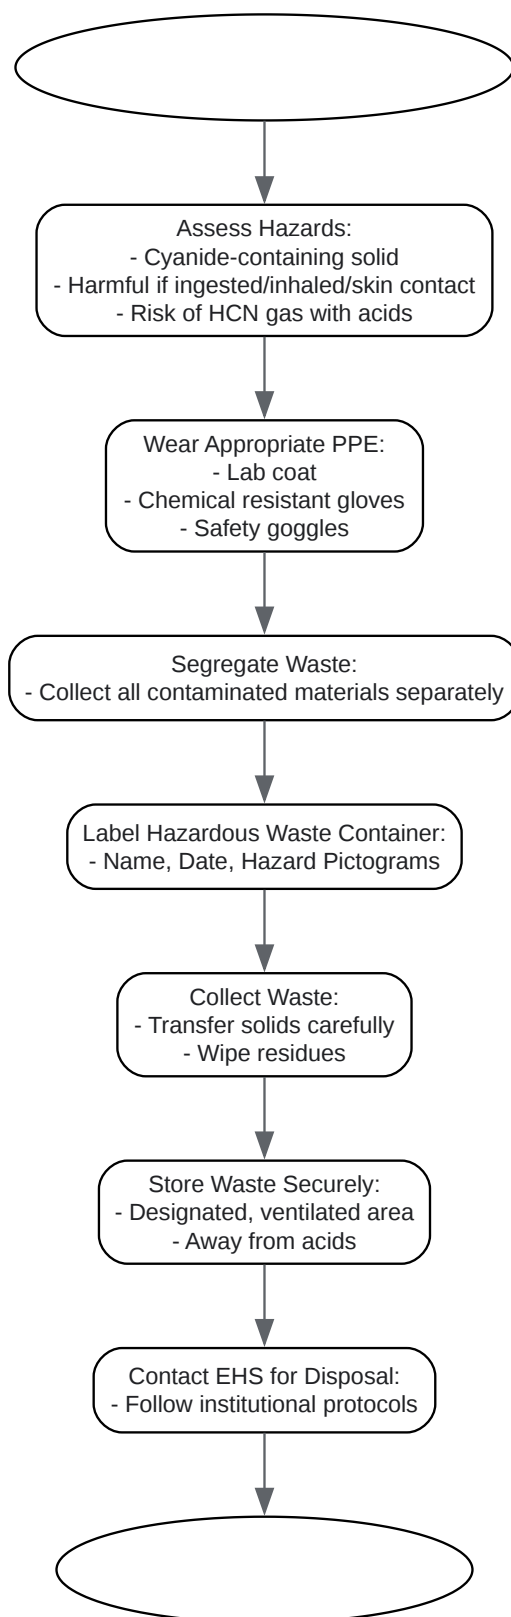 Assess Hazards:
- Cyanide-containing solid
- Harmful if ingested/inhaled/skin contact
- Risk of HCN gas with acids
Wear Appropriate PPE:
- Lab coat
- Chemical resistant gloves
- Safety goggles
Segregate Waste:
- Collect all contaminated materials separately
Label Hazardous Waste Container:
- Name, Date, Hazard Pictograms
Collect Waste:
- Transfer solids carefully
- Wipe residues
Store Waste Securely:
- Designated, ventilated area
- Away from acids
Contact EHS for Disposal:
- Follow institutional protocols